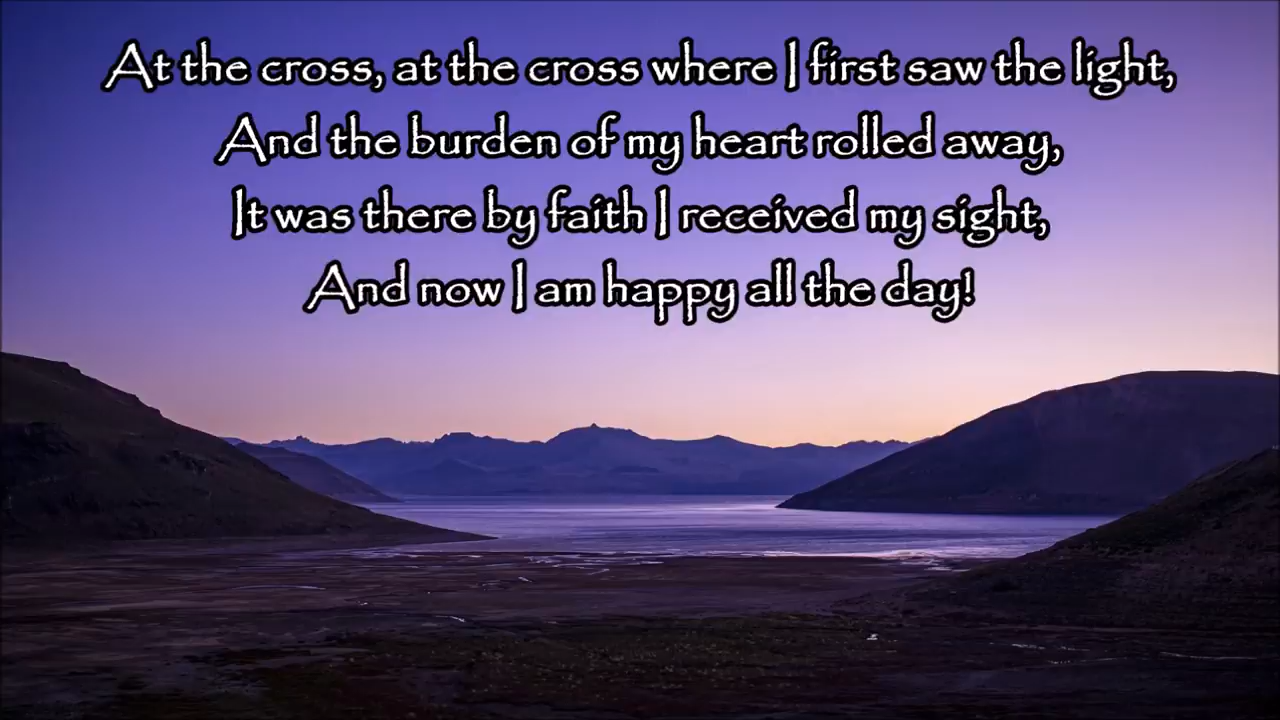 At the cross, at the cross where I first saw the light,
And the burden of my heart rolled away,
It was there by faith I received my sight,
And now I am happy all the day!